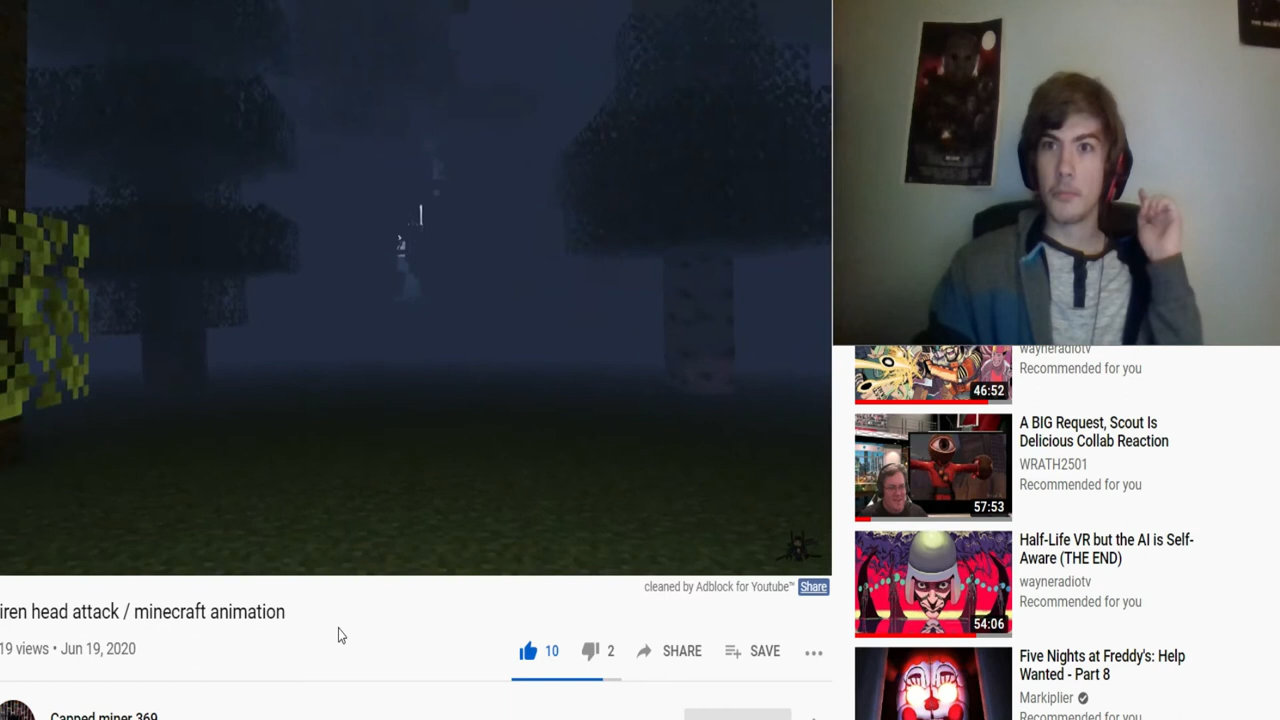 wayneradiotv
Recommended for you
46:52
A BIG Request, Scout Is
Delicious Collab Reaction
WRATH2501
Recommended for you
57:53
Half-Life VR but the AI is Self-
Aware (THE END)
wayneradiotv
Recommended for you
54:06
Five Nights at Freddy's: Help
Wanted - Part 8
Markiplier
Recommended for you
cleaned by Adblock for Youtube™ Share
iren head attack / minecraft animation
19 views • Jun 19, 2020
10 2 SHARE SAVE
Capped miner 369